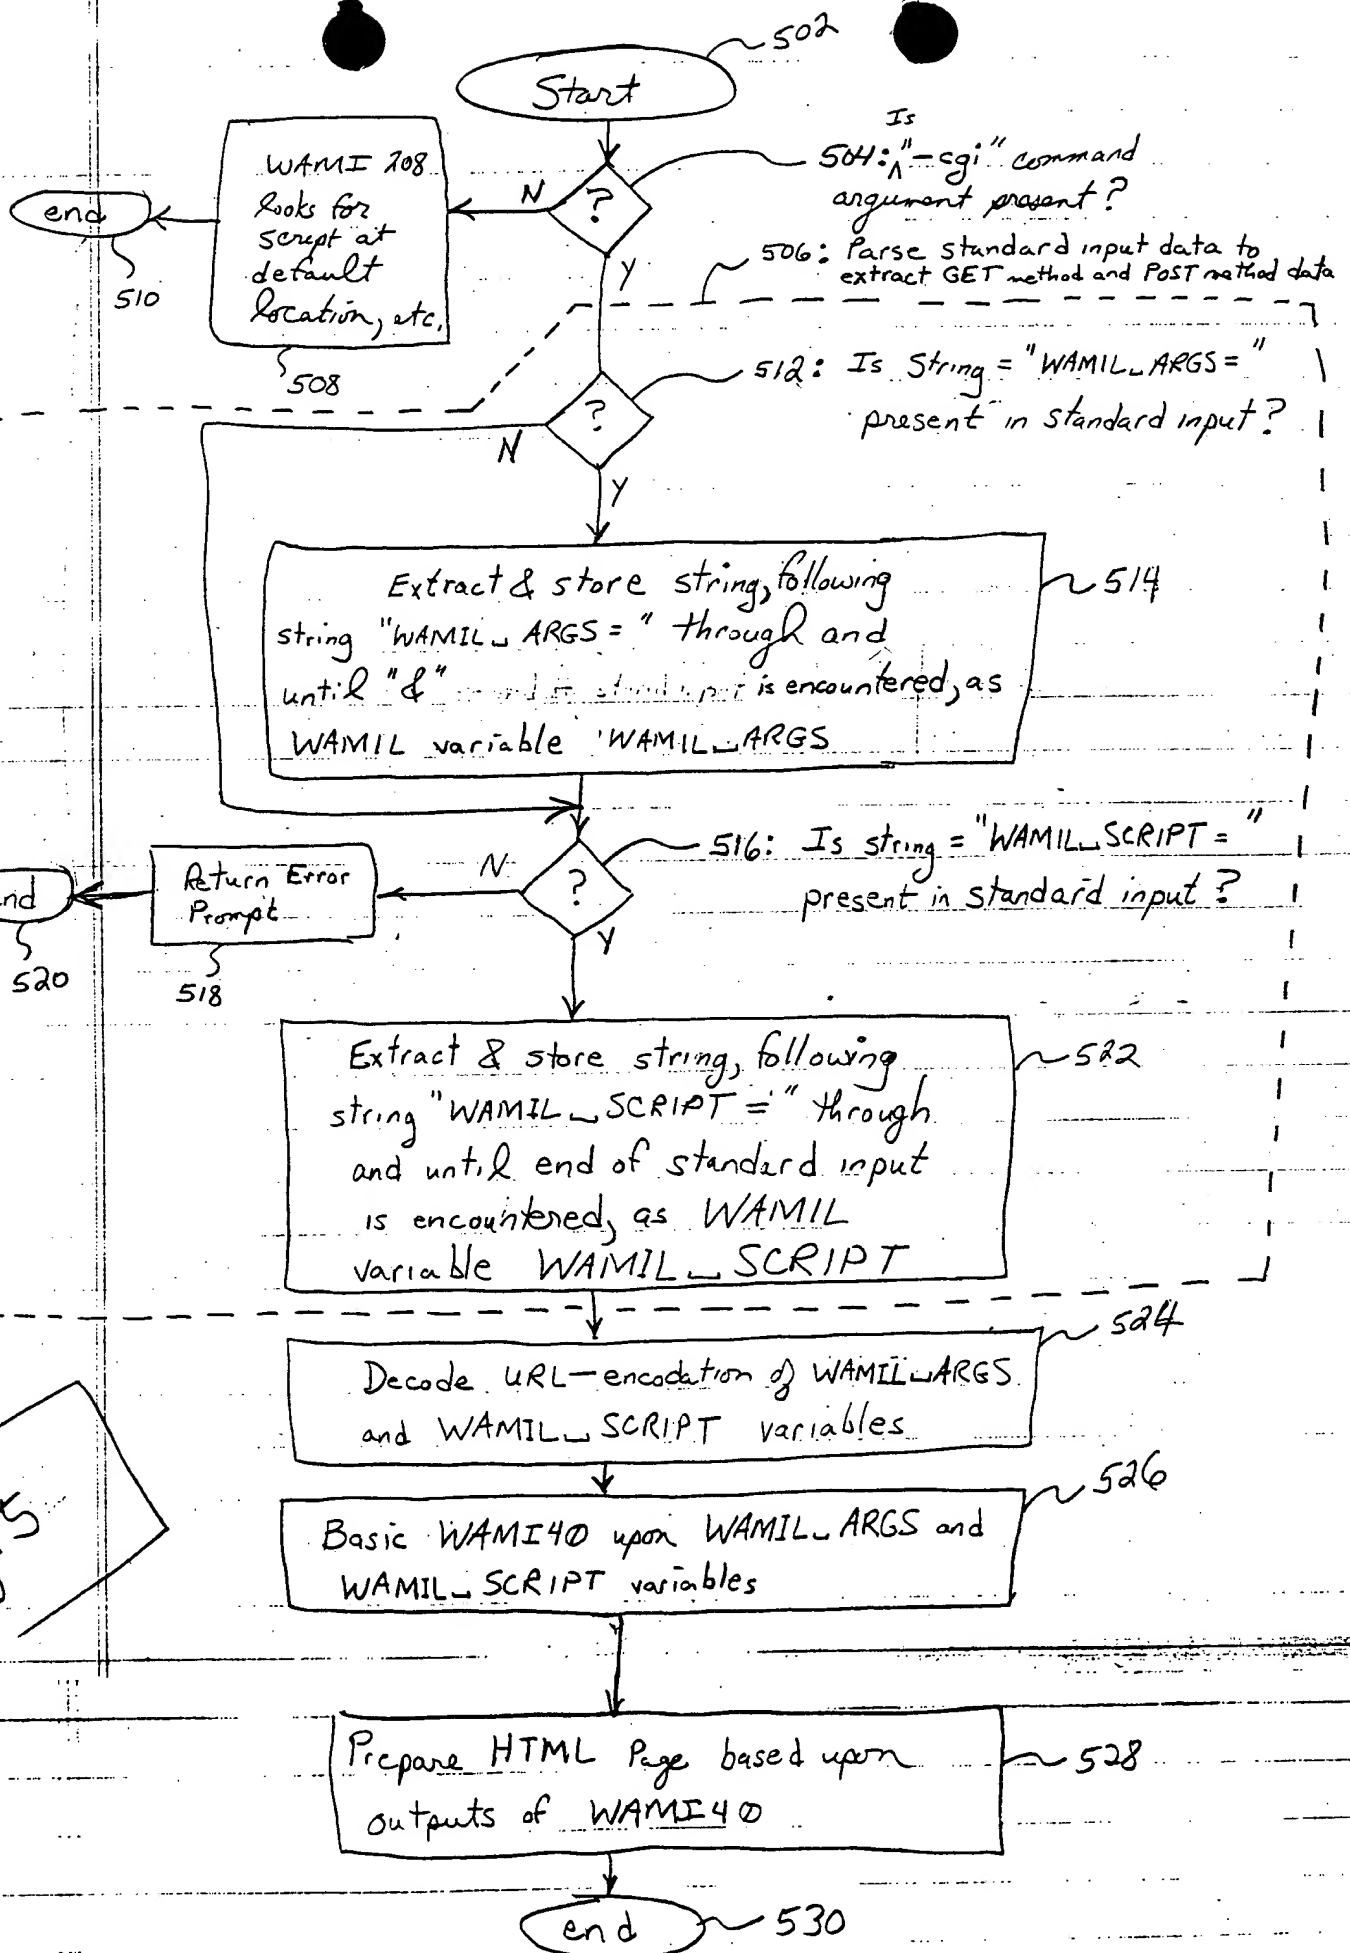 502
Start
Is
504: "-cgi" command
argument present?
?
N
Y
WAMI 208
looks for
script at
default
location, etc.
508
end
510
506: Parse standard input data to
extract GET method and POST method data
512: Is String = "WAMIL_ARGS="
present in standard input?
?
N
Y
Extract & store string, following
string "WAMIL_ARGS=" through and
until "&" is encountered, as
WAMIL variable WAMIL_ARGS
514
516: Is string = "WAMIL_SCRIPT="
present in standard input?
?
N
Y
Return Error
Prompt
518
nd
520
Extract & store string, following
string "WAMIL_SCRIPT=" through
and until end of standard input
is encountered, as WAMIL
variable WAMIL_SCRIPT
522
524
Decode URL-encodation of WAMIL_ARGS
and WAMIL_SCRIPT variables
526
Basic WAMI40 upon WAMIL_ARGS and
WAMIL_SCRIPT variables
5
Prepare HTML Page based upon
outputs of WAMI40
528
end
530